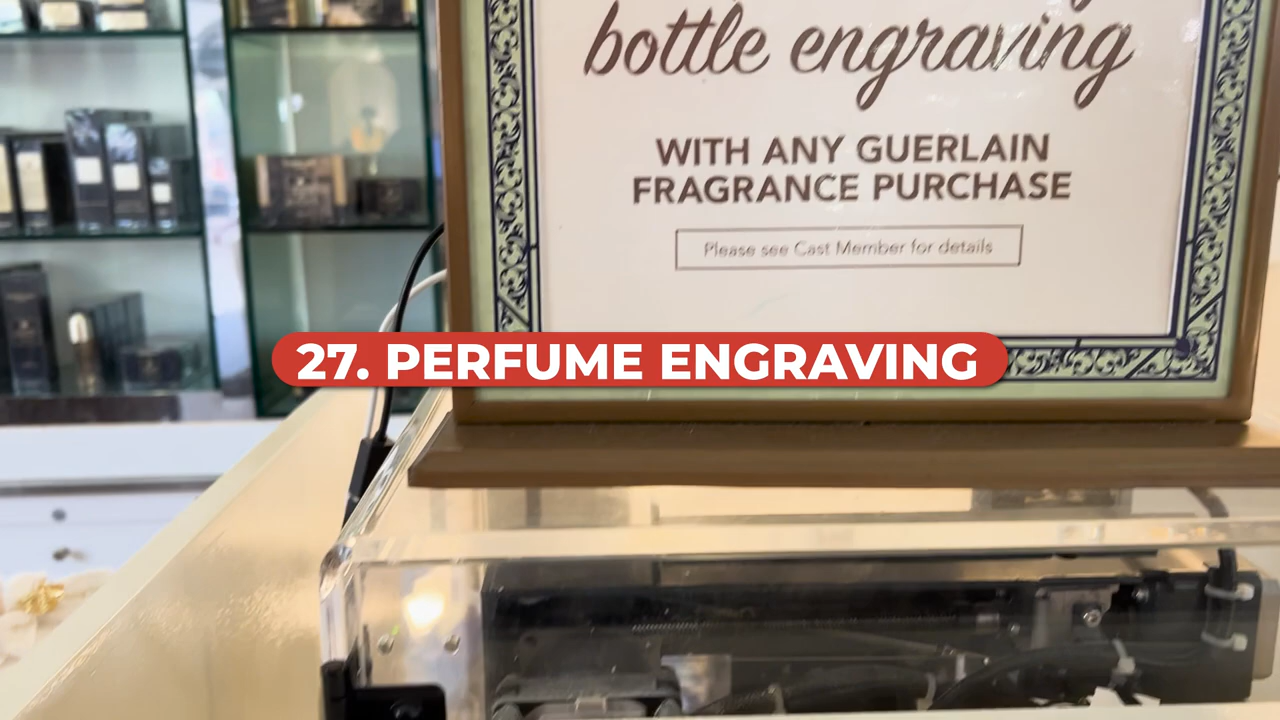 bottle engraving
WITH ANY GUERLAIN
FRAGRANCE PURCHASE
Please see Cast Member for details
27. PERFUME ENGRAVING